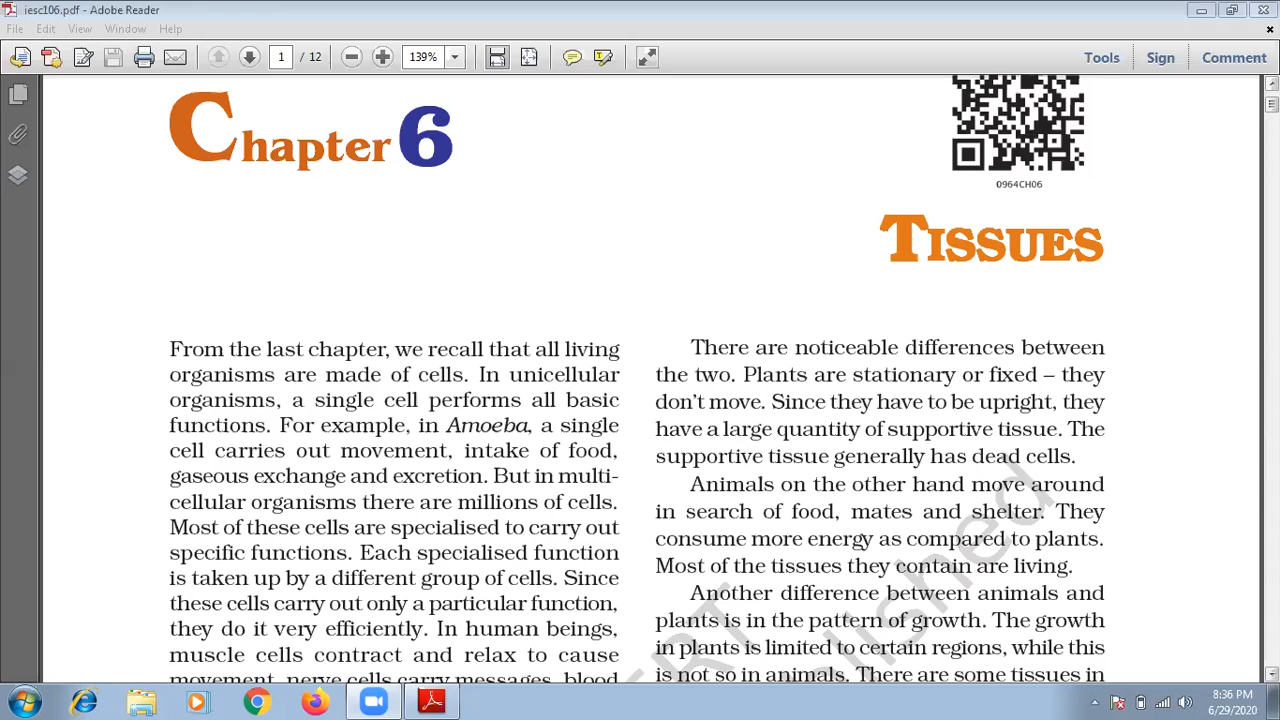 iesc106.pdf - Adobe Reader
File Edit View Window Help
1 / 12 139% Tools Sign Comment
Chapter 6
0964CH06
TISSUES
From the last chapter, we recall that all living
organisms are made of cells. In unicellular
organisms, a single cell performs all basic
functions. For example, in Amoeba, a single
cell carries out movement, intake of food,
gaseous exchange and excretion. But in multi-
cellular organisms there are millions of cells.
Most of these cells are specialised to carry out
specific functions. Each specialised function
is taken up by a different group of cells. Since
these cells carry out only a particular function,
they do it very efficiently. In human beings,
muscle cells contract and relax to cause
movement, nerve cells carry messages, blood
There are noticeable differences between
the two. Plants are stationary or fixed – they
don't move. Since they have to be upright, they
have a large quantity of supportive tissue. The
supportive tissue generally has dead cells.
Animals on the other hand move around
in search of food, mates and shelter. They
consume more energy as compared to plants.
Most of the tissues they contain are living.
Another difference between animals and
plants is in the pattern of growth. The growth
in plants is limited to certain regions, while this
is not so in animals. There are some tissues in
8:36 PM
6/29/2020